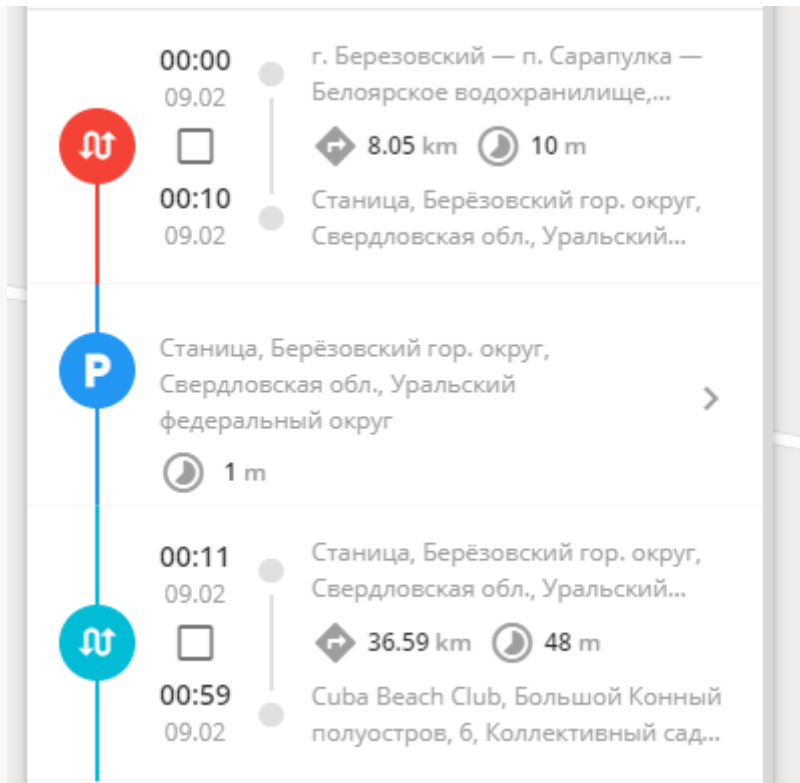 00:00
09.02
г. Березовский — п. Сарапулка —
Белоярское водохранилище,...
8.05 km
10 m
00:10
09.02
Станица, Берёзовский гор. округ,
Свердловская обл., Уральский...
P
Станица, Берёзовский гор. округ,
Свердловская обл., Уральский
федеральный округ
1 m
00:11
09.02
Станица, Берёзовский гор. округ,
Свердловская обл., Уральский...
36.59 km
48 m
00:59
09.02
Cuba Beach Club, Большой Конный
полуостров, 6, Коллективный сад...